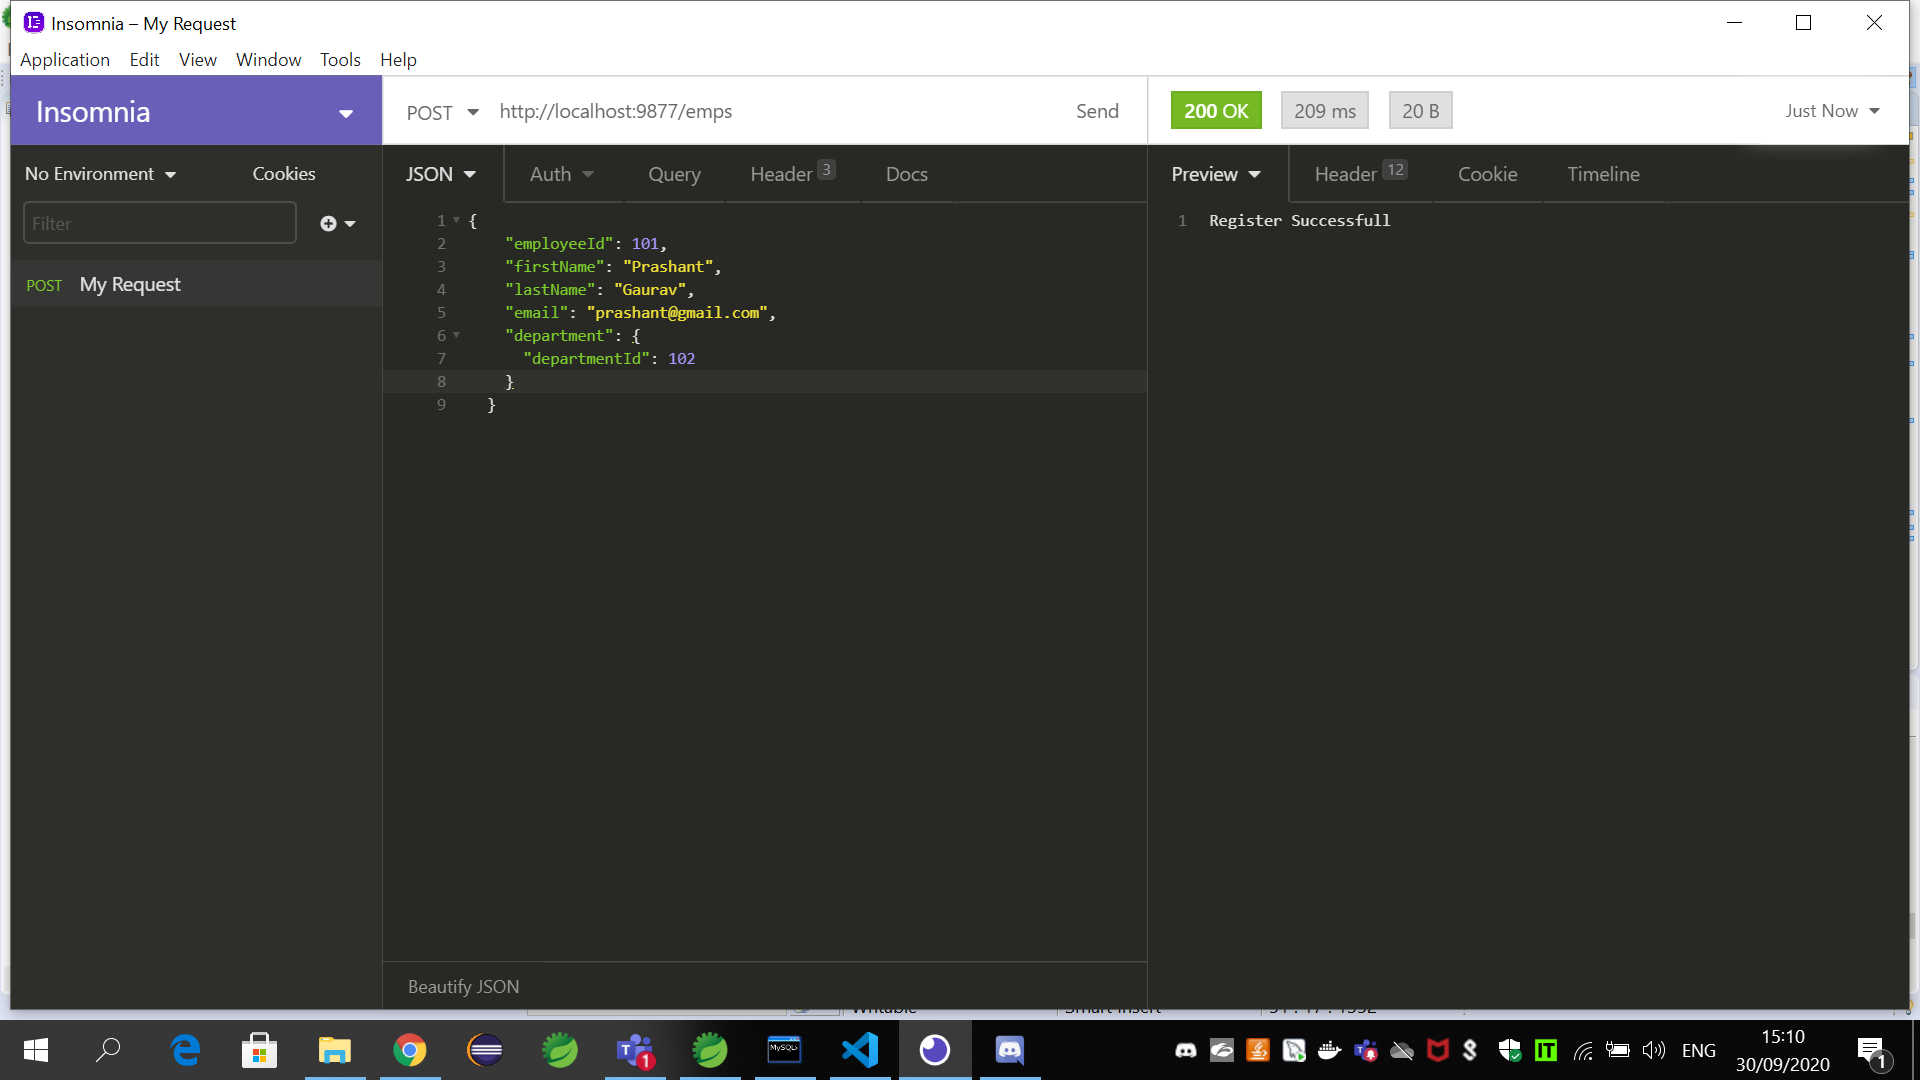 Insomnia – My Request
Application Edit View Window Tools Help
Insomnia
POST http://localhost:9877/emps Send
200 OK 209 ms 20 B Just Now
No Environment Cookies
JSON Auth Query Header 3 Docs
Preview Header 12 Cookie Timeline
Filter
POST My Request
1 {
2 "employeeId": 101,
3 "firstName": "Prashant",
4 "lastName": "Gaurav",
5 "email": "prashant@gmail.com",
6 "department": {
7 "departmentId": 102
8 }
9 }
1 Register Successfull
Beautify JSON
MySQL
ENG
15:10
30/09/2020
1
1